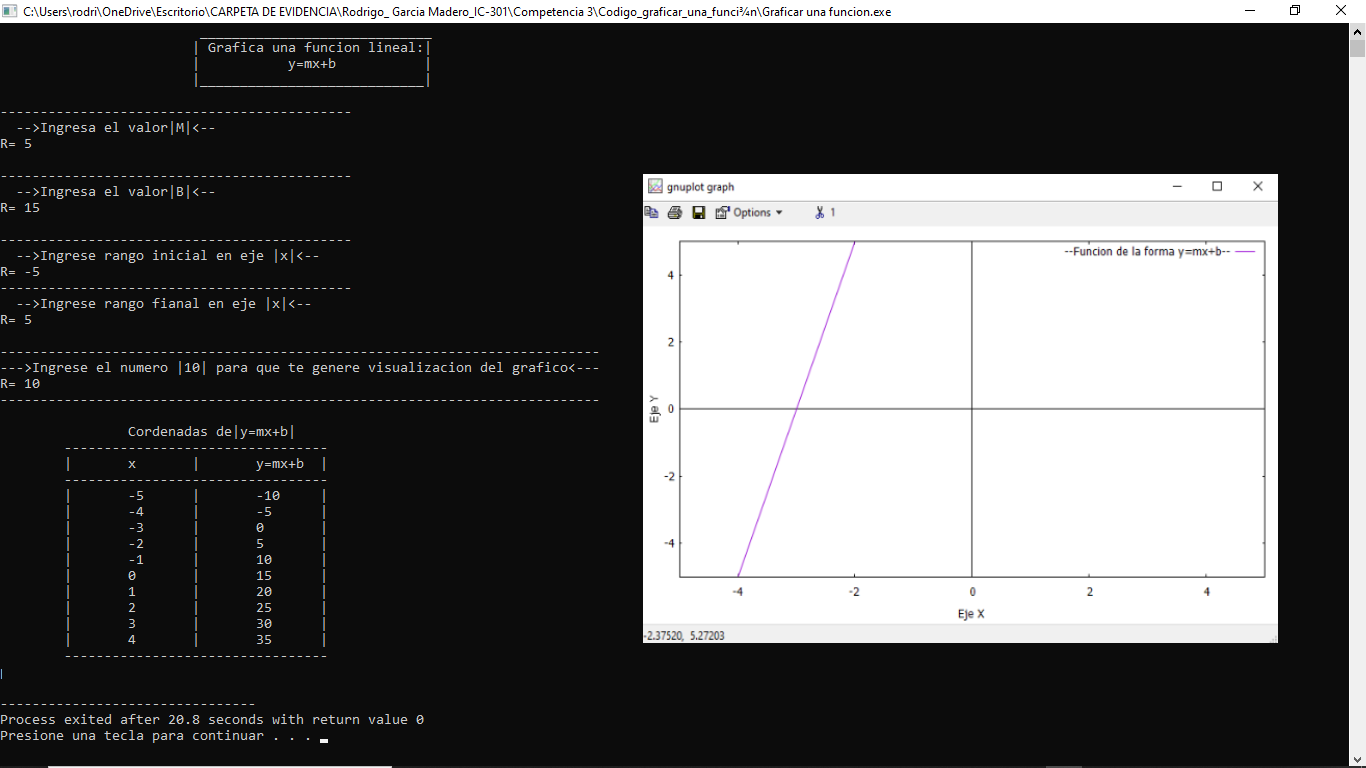 C:\Users\rodri\OneDrive\Escritorio\CARPETA DE EVIDENCIA\Rodrigo_ Garcia Madero_IC-301\Competencia 3\Codigo_graficar_una_funci¾n\Graficar una funcion.exe
| Grafica una funcion lineal:|
| y=mx+b |
|____________________________|
--------------------------------------------
-->Ingresa el valor|M|<--
R= 5
--------------------------------------------
-->Ingresa el valor|B|<--
R= 15
--------------------------------------------
-->Ingrese rango inicial en eje |x|<--
R= -5
--------------------------------------------
-->Ingrese rango fianal en eje |x|<--
R= 5
---------------------------------------------------------------------------
--->Ingrese el numero |10| para que te genere visualizacion del grafico<---
R= 10
---------------------------------------------------------------------------
Cordenadas de|y=mx+b|
---------------------------------
| x | y=mx+b |
---------------------------------
| -5 | -10 |
| -4 | -5 |
| -3 | 0 |
| -2 | 5 |
| -1 | 10 |
| 0 | 15 |
| 1 | 20 |
| 2 | 25 |
| 3 | 30 |
| 4 | 35 |
---------------------------------
--------------------------------
Process exited after 20.8 seconds with return value 0
Presione una tecla para continuar . . .
gnuplot graph
Options 1
--Funcion de la forma y=mx+b--
4
2
0
-2
-4
Eje Y
-4 -2 0 2 4
Eje X
-2.37520, 5.27203